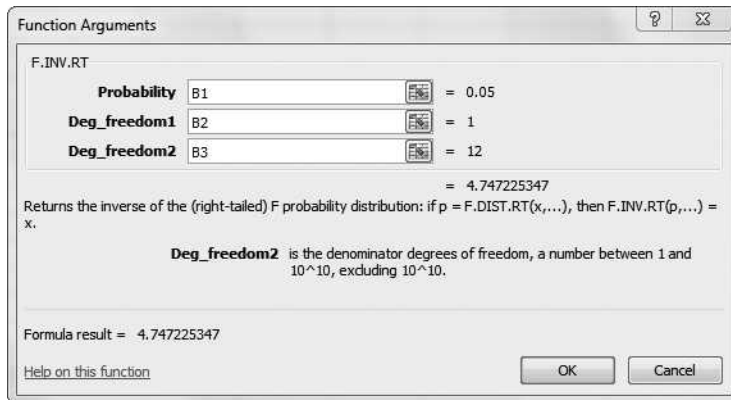 Function Arguments
F.INV.RT
Probability B1 = 0.05
Deg_freedom1 B2 = 1
Deg_freedom2 B3 = 12
= 4.747225347
Returns the inverse of the (right-tailed) F probability distribution: if p = F.DIST.RT(x,...), then F.INV.RT(p,...) =
x.
Deg_freedom2 is the denominator degrees of freedom, a number between 1 and
10^10, excluding 10^10.
Formula result = 4.747225347
Help on this function
OK Cancel